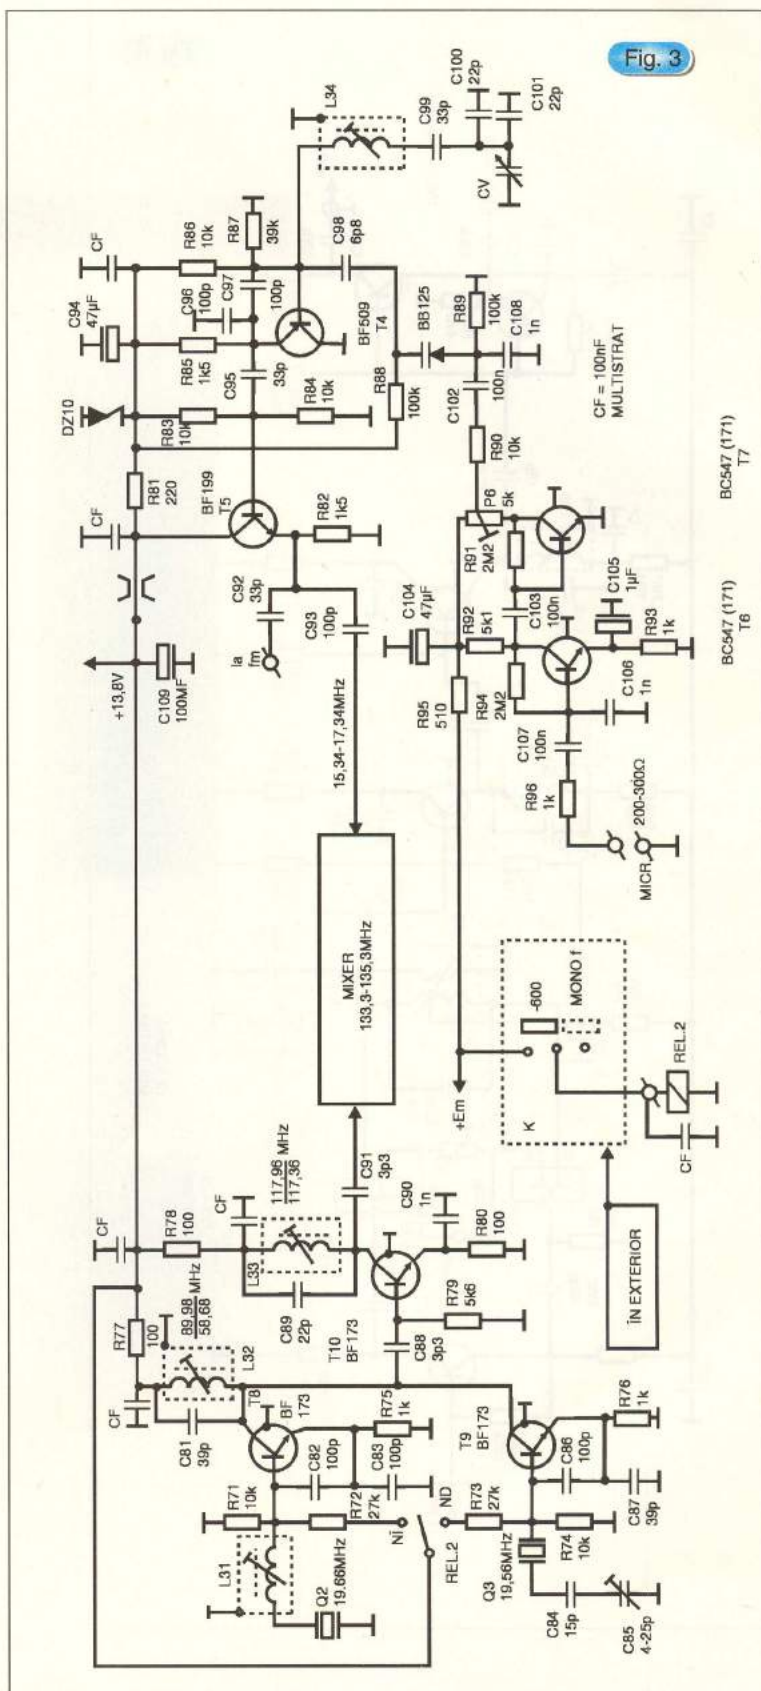 Fig. 3
L34
C100
22p
C101
22p
C99
33p
CV
CF
R86
10k
R87
39k
C98
6p8
C94
47µF
C96
100p
C97
100p
BF509
T4
R85
1k5
C95
33p
DZ10
R83
10k
R84
10k
R88
100k
BB125
R89
100k
C108
1n
C102
100n
CF = 100nF
MULTISTRAT
R81
220
BF199
T5
R82
1k5
R90
10k
P6
5k
R91
2M2
BC547 (171)
T7
CF
C92
33p
C93
100p
la
fm
C104
47µF
R92
5k1
C103
100n
C105
1µF
R93
1k
BC547 (171)
T6
+13,8V
C109
100MF
15,34-17,34MHz
R95
510
R94
2M2
C106
1n
C107
100n
R96
1k
200-300Ω
MICR.
MIXER
133,3-135,3MHz
-600
MONO f
K
+Em
REL.2
CF
ÎN EXTERIOR
CF
R78
100
CF
117,96
117,36
MHz
L33
C89
22p
C91
3p3
C90
1n
R80
100
T10
BF173
R79
5k6
C88
3p3
R77
100
89,98
58,68
MHz
L32
CF
C81
39p
T8
BF
173
R75
1k
C82
100p
C83
100p
T9
BF173
R76
1k
C86
100p
C87
39p
R71
10k
R72
27k
NÎ
ND
REL.2
R73
27k
R74
10k
L31
Q2
19,66MHz
Q3
19,56MHz
C84
15p
C85
4-25p